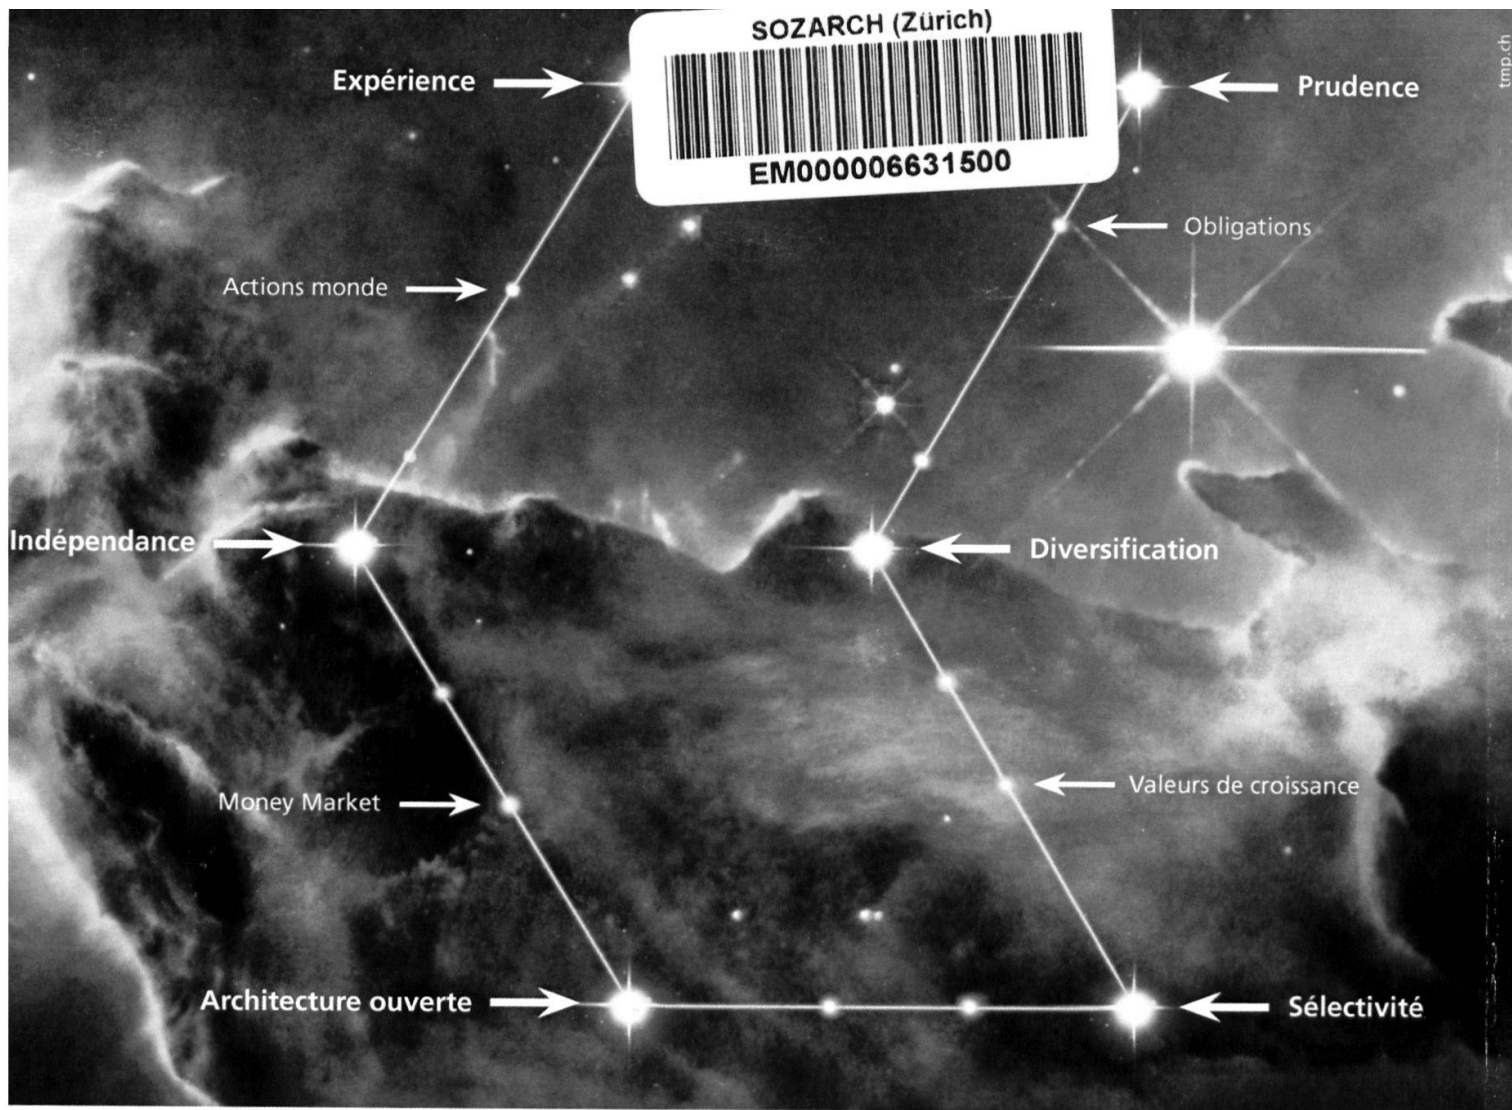 SOZARCH (Zürich)
EM000006631500
tmp.ch
Expérience
Prudence
Obligations
Actions monde
Indépendance
Diversification
Money Market
Valeurs de croissance
Architecture ouverte
Sélectivité